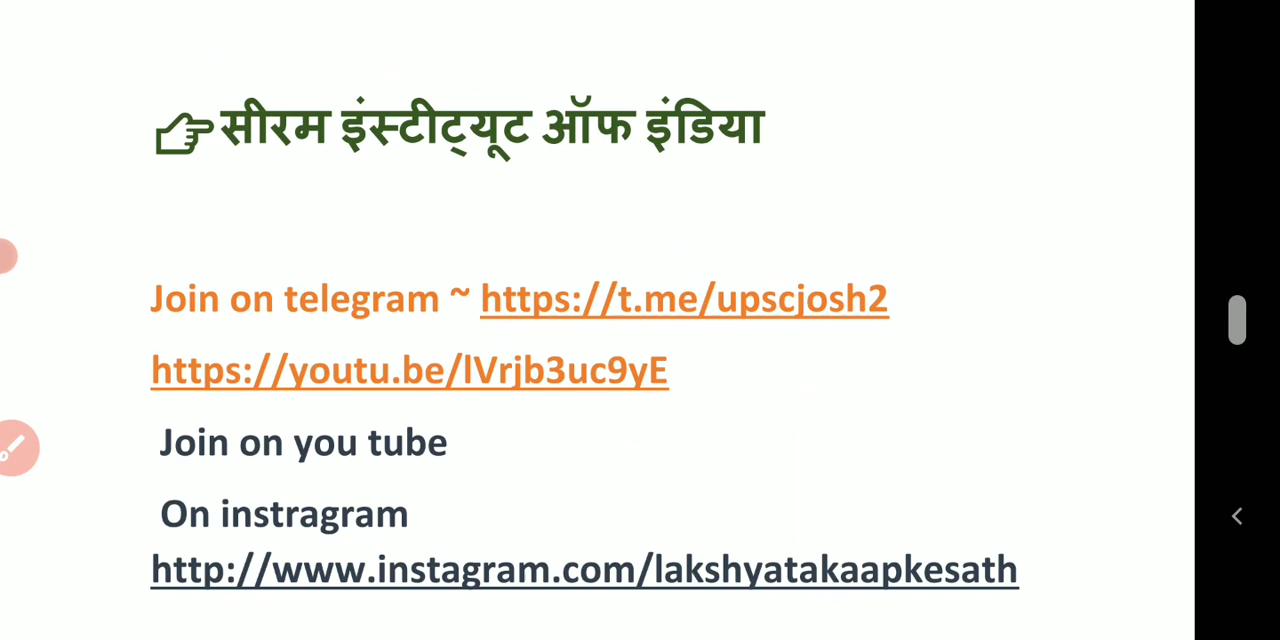 👉सीरम इंस्टीट्यूट ऑफ इंडिया
Join on telegram ~ https://t.me/upscjosh2
https://youtu.be/lVrjb3uc9yE
Join on you tube
On instragram
http://www.instagram.com/lakshyatakaapkesath